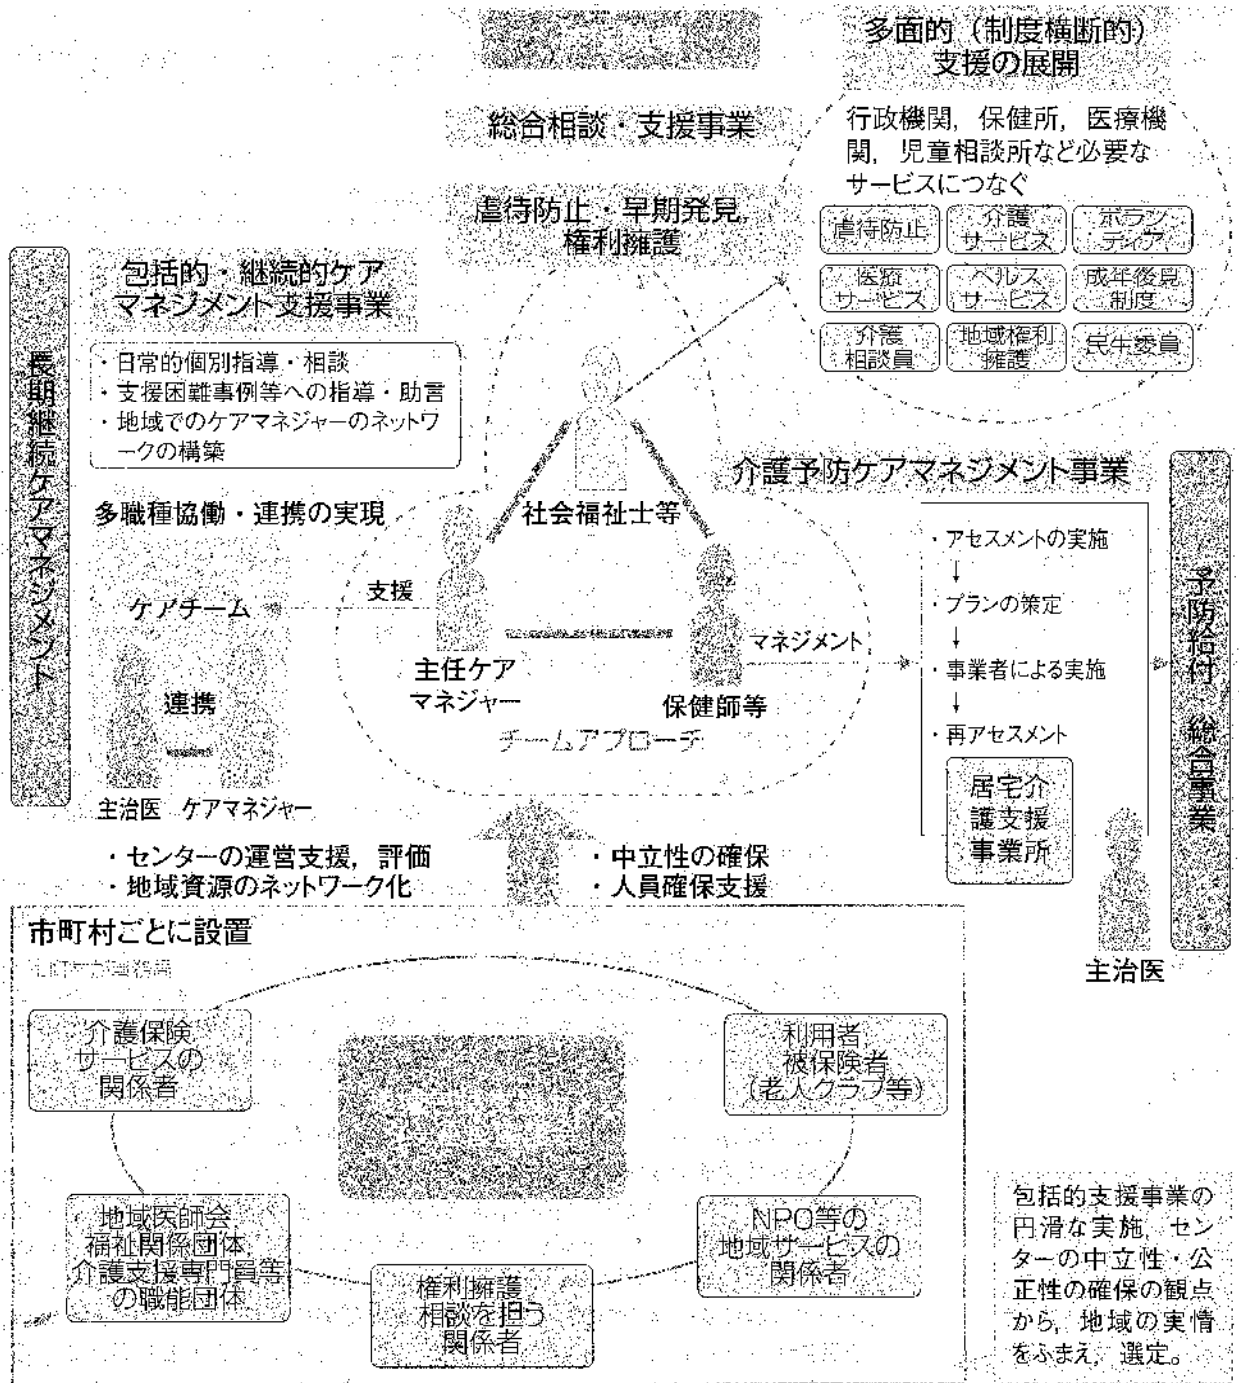 多面的（制度横断的）
支援の展開
総合相談・支援事業
行政機関，保健所，医療機
関，児童相談所など必要な
サービスにつなぐ
虐待防止・早期発見，
権利擁護
虐待防止
介護
サービス
ボラン
ティア
医療
サービス
ヘルス
サービス
成年後見
制度
介護
相談員
地域権利
擁護
民生委員
包括的・継続的ケア
マネジメント支援事業
・日常的個別指導・相談
・支援困難事例等への指導・助言
・地域でのケアマネジャーのネットワ
ークの構築
長期継続ケアマネジメント
多職種協働・連携の実現
ケアチーム
連携
主治医
ケアマネジャー
支援
社会福祉士等
主任ケア
マネジャー
保健師等
マネジメント
チームアプローチ
介護予防ケアマネジメント事業
・アセスメントの実施
↓
・プランの策定
↓
・事業者による実施
↓
・再アセスメント
居宅介
護支援
事業所
主治医
予防給付 総合事業
・センターの運営支援，評価
・地域資源のネットワーク化
・中立性の確保
・人員確保支援
市町村ごとに設置
介護保険
サービスの
関係者
利用者，
被保険者
（老人クラブ等）
地域医師会，
福祉関係団体，
介護支援専門員等
の職能団体
NPO等の
地域サービスの
関係者
権利擁護，
相談を担う
関係者
包括的支援事業の
円滑な実施，セン
ターの中立性・公
正性の確保の観点
から，地域の実情
をふまえ，選定。